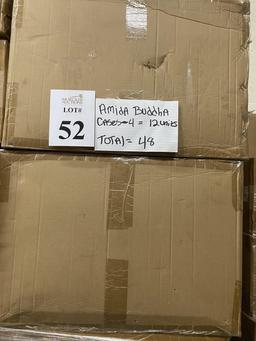 LOT#
52
Amida Buddha
Cases-4 = 12 units
Total = 48